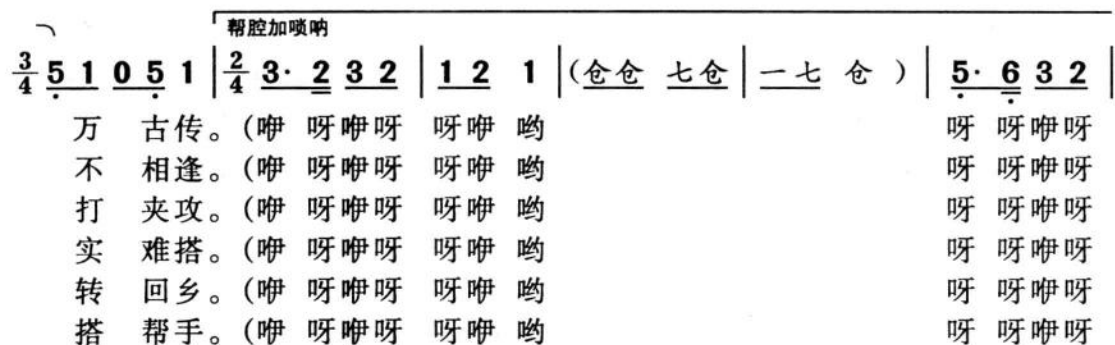 帮腔加唢呐
3/4 5 1 0 5 1 | 2/4 3· 2 3 2 | 1 2 1 | (仓仓 七仓 | 一七 仓 ) | 5· 6 3 2 |
万 古传。(咿 呀咿呀 呀咿 哟 呀 呀咿呀
不 相逢。(咿 呀咿呀 呀咿 哟 呀 呀咿呀
打 夹攻。(咿 呀咿呀 呀咿 哟 呀 呀咿呀
实 难搭。(咿 呀咿呀 呀咿 哟 呀 呀咿呀
转 回乡。(咿 呀咿呀 呀咿 哟 呀 呀咿呀
搭 帮手。(咿 呀咿呀 呀咿 哟 呀 呀咿呀